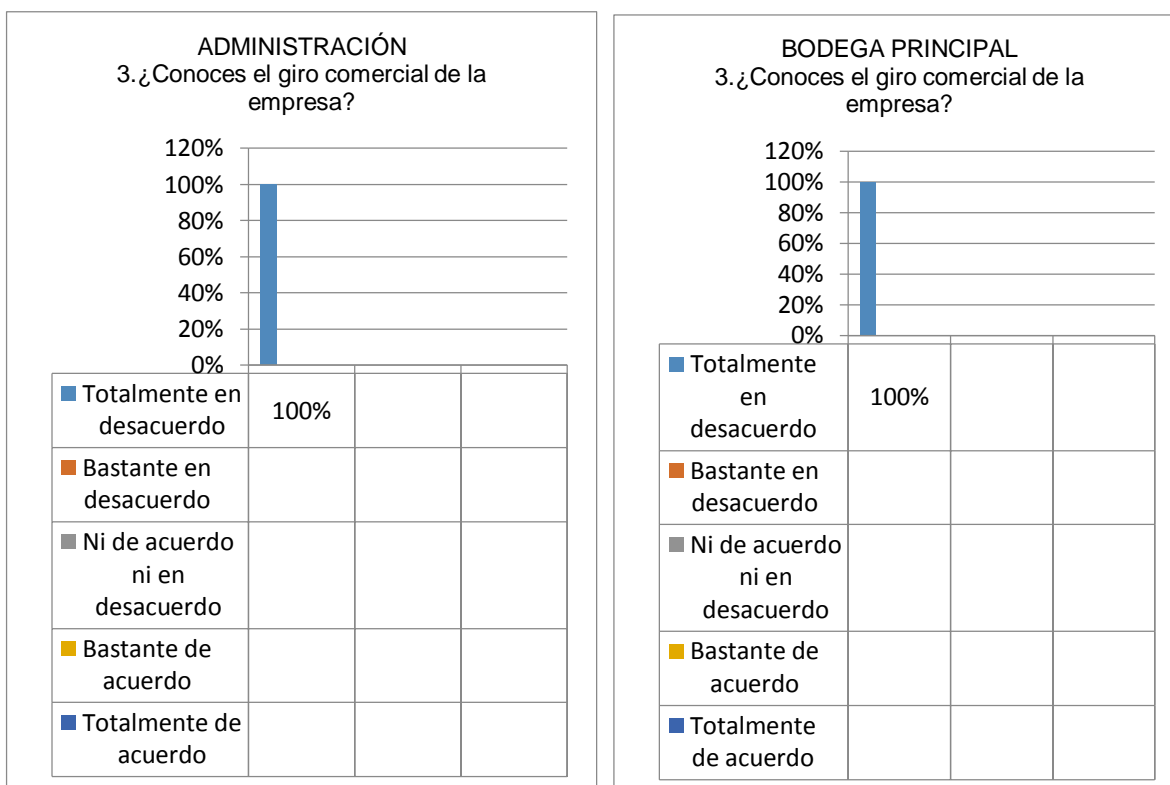 ADMINISTRACIÓN
3.¿Conoces el giro comercial de la
empresa?
120%
100%
80%
60%
40%
20%
0%
Totalmente en
desacuerdo
100%
Bastante en
desacuerdo
Ni de acuerdo
ni en
desacuerdo
Bastante de
acuerdo
Totalmente de
acuerdo
BODEGA PRINCIPAL
3.¿Conoces el giro comercial de la
empresa?
120%
100%
80%
60%
40%
20%
0%
Totalmente
en
desacuerdo
100%
Bastante en
desacuerdo
Ni de acuerdo
ni en
desacuerdo
Bastante de
acuerdo
Totalmente
de acuerdo